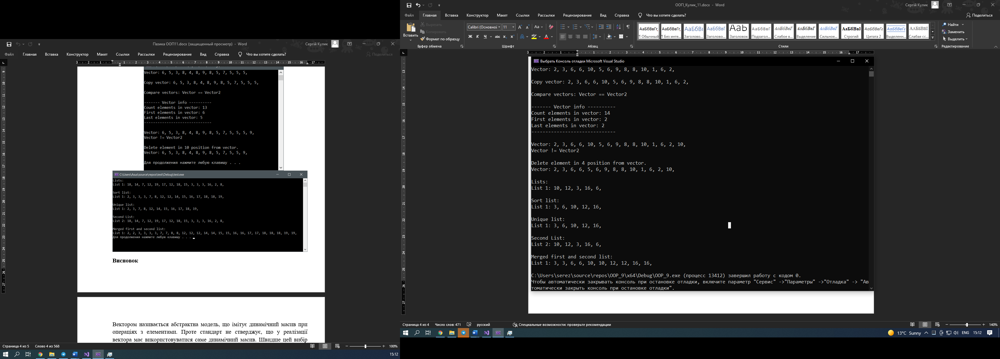 Пазика ООП11.docx (защищенный просмотр) - Word
Сергій Кулик
Файл Главная Вставка Конструктор Макет Ссылки Рассылки Рецензирование Вид Справка Что вы хотите сделать? Поделиться
Vector: 6, 5, 3, 8, 4, 8, 9, 8, 5, 7, 5, 5, 5,
Copy vector: 6, 5, 3, 8, 4, 8, 9, 8, 5, 7, 5, 5, 5,
Compare vectors: Vector == Vector2
------- Vector info ----------
Count elements in vector: 13
First elements in vector: 6
Last elements in vector: 5
------------------------------
Vector: 6, 5, 3, 8, 4, 8, 9, 8, 5, 7, 5, 5, 5, 9,
Vector != Vector2
Delete element in 10 position from vector.
Vector: 6, 5, 3, 8, 4, 8, 9, 8, 5, 7, 5, 5, 9,
Для продолжения нажмите любую клавишу . . .
C:\Users\Asus\source\repos\test\Debug\test.exe
Lists:
List 1: 18, 14, 7, 12, 19, 17, 12, 18, 15, 3, 3, 3, 16, 2, 8,
Sort list:
List 1: 2, 3, 3, 3, 7, 8, 12, 12, 14, 15, 16, 17, 18, 18, 19,
Unique list:
List 1: 2, 3, 7, 8, 12, 14, 15, 16, 17, 18, 19,
Second List:
List 2: 18, 14, 7, 12, 19, 17, 12, 18, 15, 3, 3, 3, 16, 2, 8,
Merged first and second list:
List 1: 2, 2, 3, 3, 3, 3, 7, 7, 8, 8, 12, 12, 12, 14, 14, 15, 15, 16, 16, 17, 17, 18, 18, 18, 19, 19,
Для продолжения нажмите любую клавишу . . .
Висновок
Вектором називається абстрактна модель, що імітує динамічний масив при
операціях з елементами. Проте стандарт не стверджує, що у реалізації
вектора має використовуватися саме динамічний масив. Швидше цей вибір
Страница 4 из 5 Слово 4 из 568 100%
15:12
ООП_Кулик_11.docx - Word
Сергій Кулик
Файл Главная Вставка Конструктор Макет Ссылки Рассылки Рецензирование Вид Справка Что вы хотите сделать? Поделиться
Вставить
Вырезать
Копировать
Формат по образцу
Буфер обмена
Calibri (Основной 11
Ж К Ч abc
Шрифт
Абзац
АаБбВвГг, АаБбВвГг, АаБбВв АаБбВвГ АаБ АаБбВвГ АаБбВвГ АаБбВвГ АаБбВвГ АаБбВвІ АаБбВвГг АаБбВвГг ААББВВІ
¶ Обычный ¶ Без инте... Заголово... Заголово... Заголовок Подзагол... Слабое в... Выделение Сильное... Строгий Цитата 2 Выделенн... Слабая сс...
Стили
Найти
Заменить
Выделить
Редактирование
Выбрать Консоль отладки Microsoft Visual Studio
Vector: 2, 3, 6, 6, 10, 5, 6, 9, 8, 8, 10, 1, 6, 2,
Copy vector: 2, 3, 6, 6, 10, 5, 6, 9, 8, 8, 10, 1, 6, 2,
Compare vectors: Vector == Vector2
------- Vector info ----------
Count elements in vector: 14
First elements in vector: 2
Last elements in vector: 2
------------------------------
Vector: 2, 3, 6, 6, 10, 5, 6, 9, 8, 8, 10, 1, 6, 2, 10,
Vector != Vector2
Delete element in 4 position from vector.
Vector: 2, 3, 6, 6, 5, 6, 9, 8, 8, 10, 1, 6, 2, 10,
Lists:
List 1: 10, 12, 3, 16, 6,
Sort list:
List 1: 3, 6, 10, 12, 16,
Unique list:
List 1: 3, 6, 10, 12, 16,
Second List:
List 2: 10, 12, 3, 16, 6,
Merged first and second list:
List 1: 3, 3, 6, 6, 10, 10, 12, 12, 16, 16,
C:\Users\serez\source\repos\OOP_9\x64\Debug\OOP_9.exe (процесс 13412) завершил работу с кодом 0.
Чтобы автоматически закрывать консоль при остановке отладки, включите параметр "Сервис" ->"Параметры" ->"Отладка" -> "Ав
томатически закрыть консоль при остановке отладки".
Страница 4 из 4 Число слов: 471 русский Специальные возможности: проверьте рекомендации 140%
13°C Sunny ENG 15:12